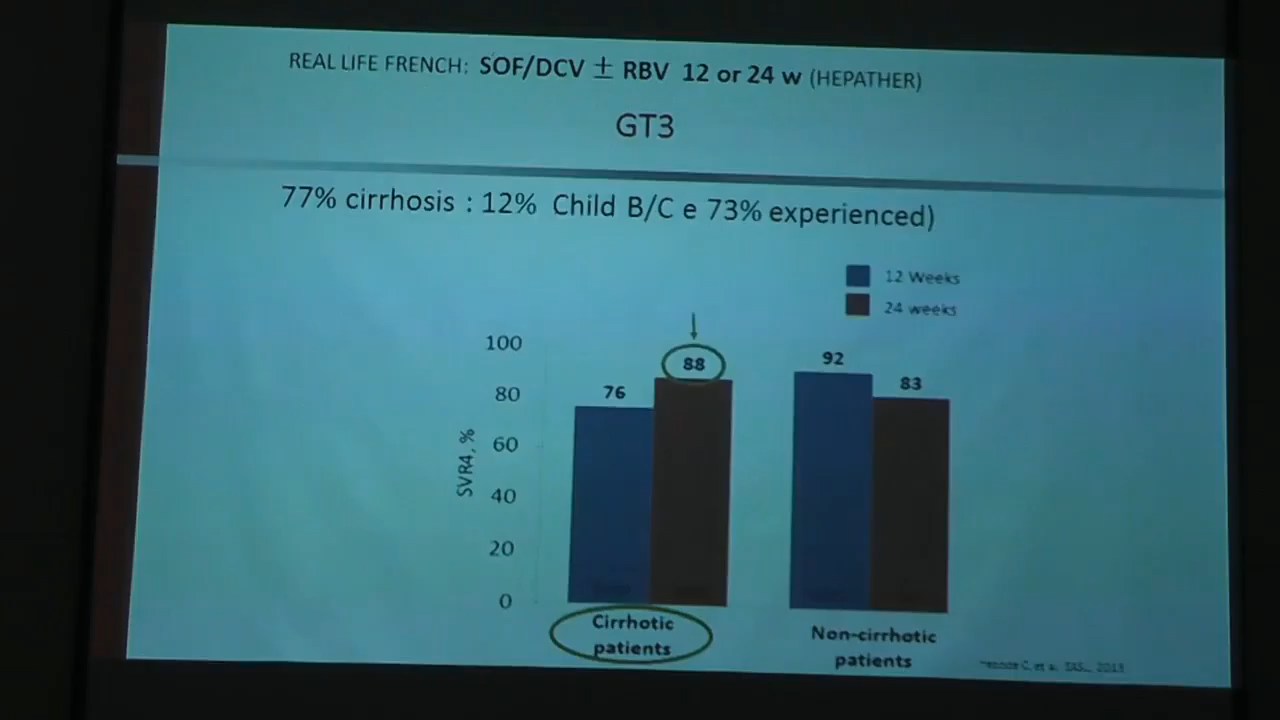 REAL LIFE FRENCH: SOF/DCV ± RBV 12 or 24 w (HEPATHER)
GT3
77% cirrhosis : 12% Child B/C e 73% experienced)
12 Weeks
24 weeks
100
80
60
40
20
0
SVR4, %
76
88
92
83
Cirrhotic
patients
Non-cirrhotic
patients
C, et a.